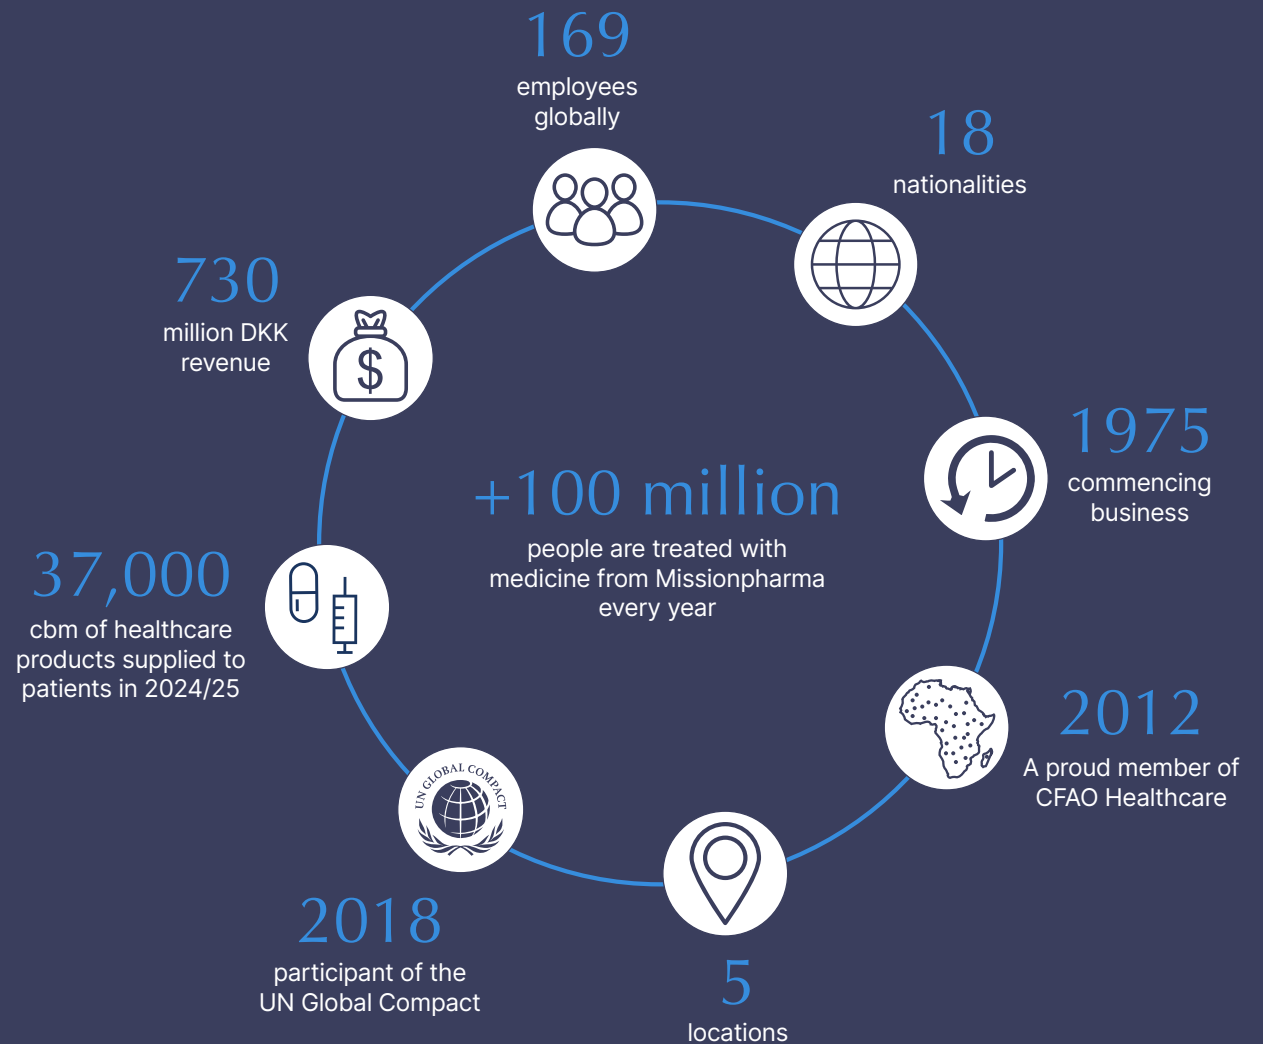 169
employees
globally
18
nationalities
1975
commencing
business
2012
A proud member of
CFAO Healthcare
5
locations
2018
participant of the
UN Global Compact
UN GLOBAL COMPACT
37,000
cbm of healthcare
products supplied to
patients in 2024/25
730
million DKK
revenue
$
+100 million
people are treated with
medicine from Missionpharma
every year